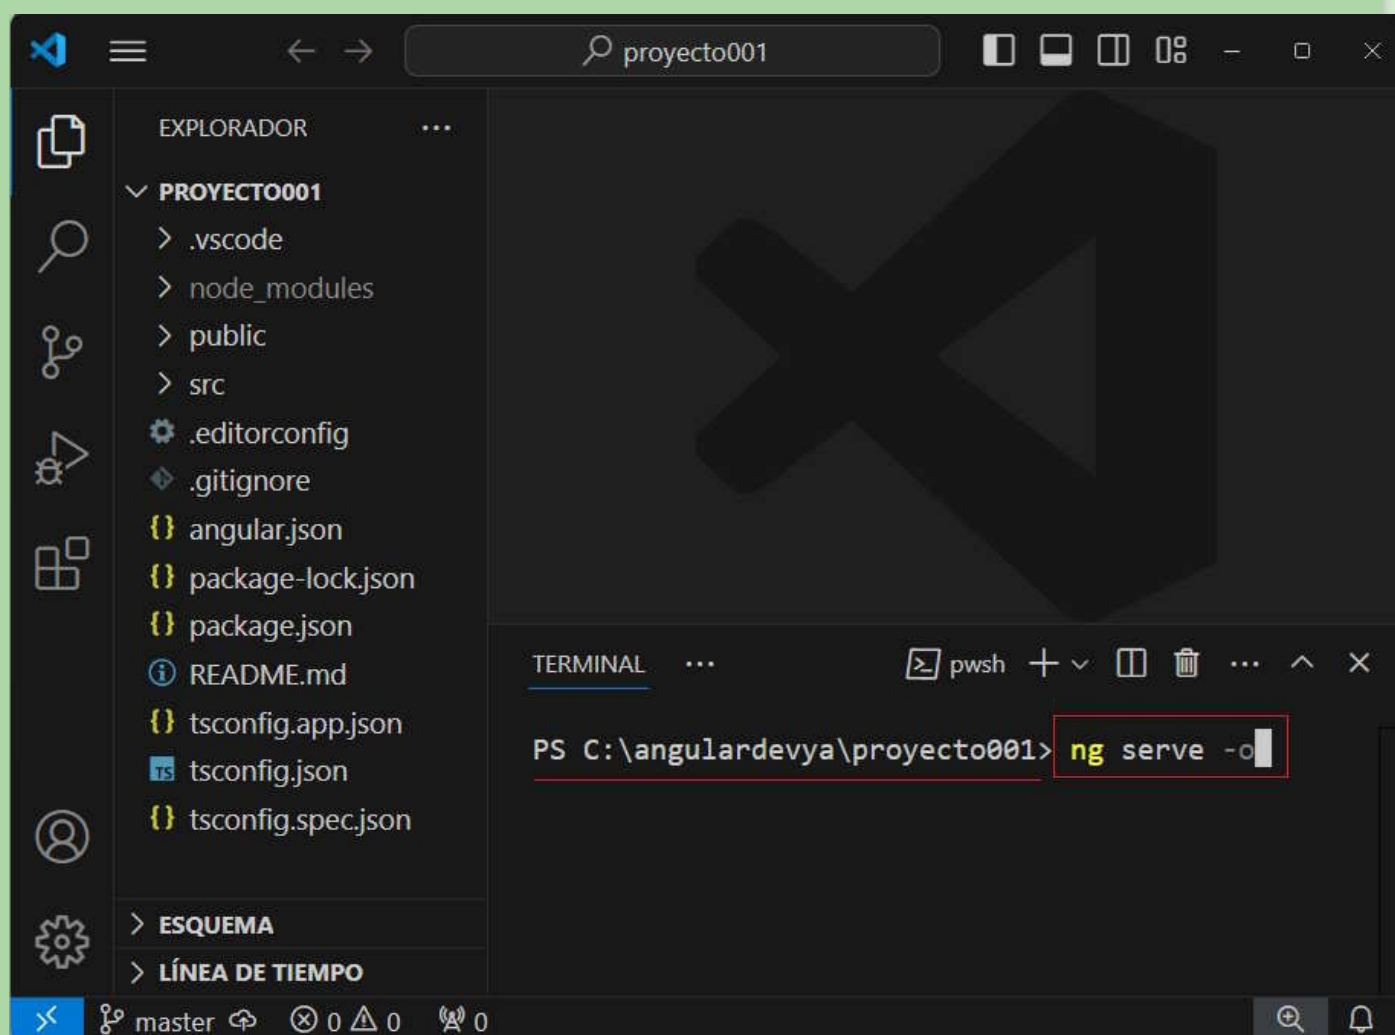 proyecto001
EXPLORADOR ...
PROYECTO001
.vscode
node_modules
public
src
.editorconfig
.gitignore
{} angular.json
{} package-lock.json
{} package.json
README.md
{} tsconfig.app.json
TS tsconfig.json
{} tsconfig.spec.json
ESQUEMA
LÍNEA DE TIEMPO
TERMINAL ... pwsh ...
PS C:\angulardevya\proyecto001> ng serve -o
master 0 0 0